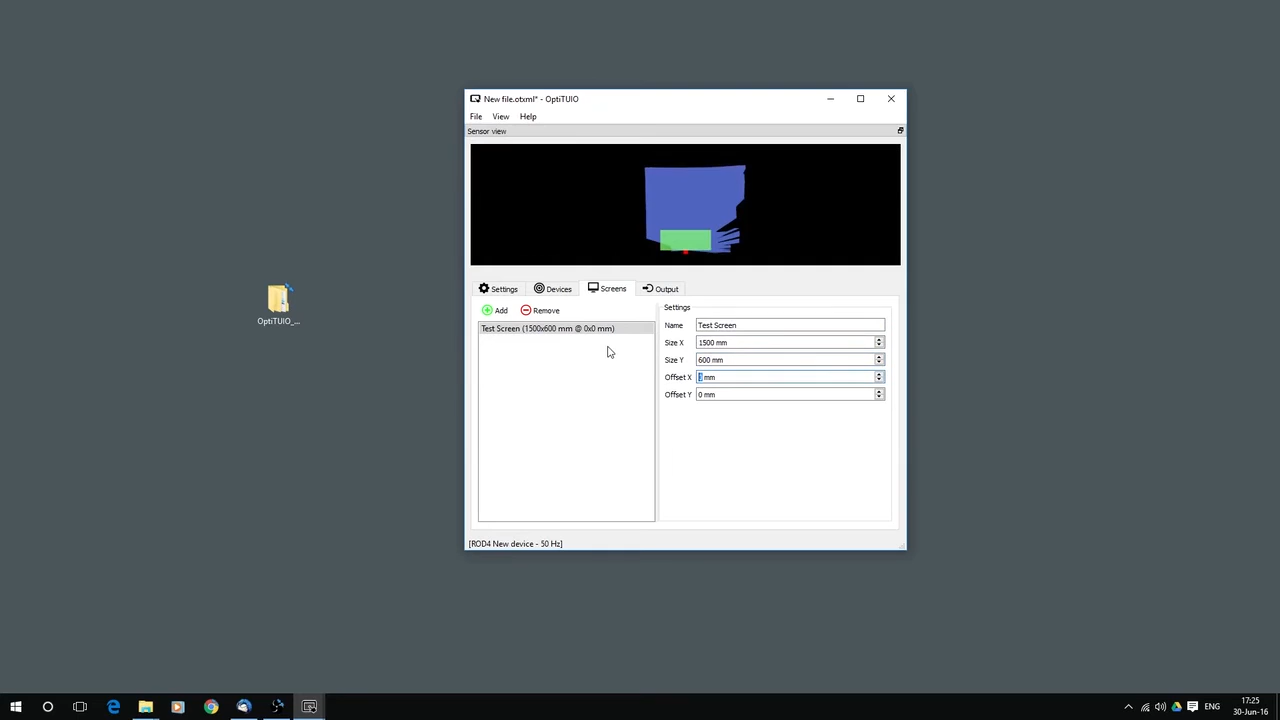 New file.otxml* - OptiTUIO
File View Help
Sensor view
Settings Devices Screens Output
Add Remove
Test Screen (1500x600 mm @ 0x0 mm)
Settings
Name Test Screen
Size X 1500 mm
Size Y 600 mm
Offset X mm
Offset Y 0 mm
[ROD4 New device - 50 Hz]
OptiTUIO_...
ENG
17:25
30-Jun-16